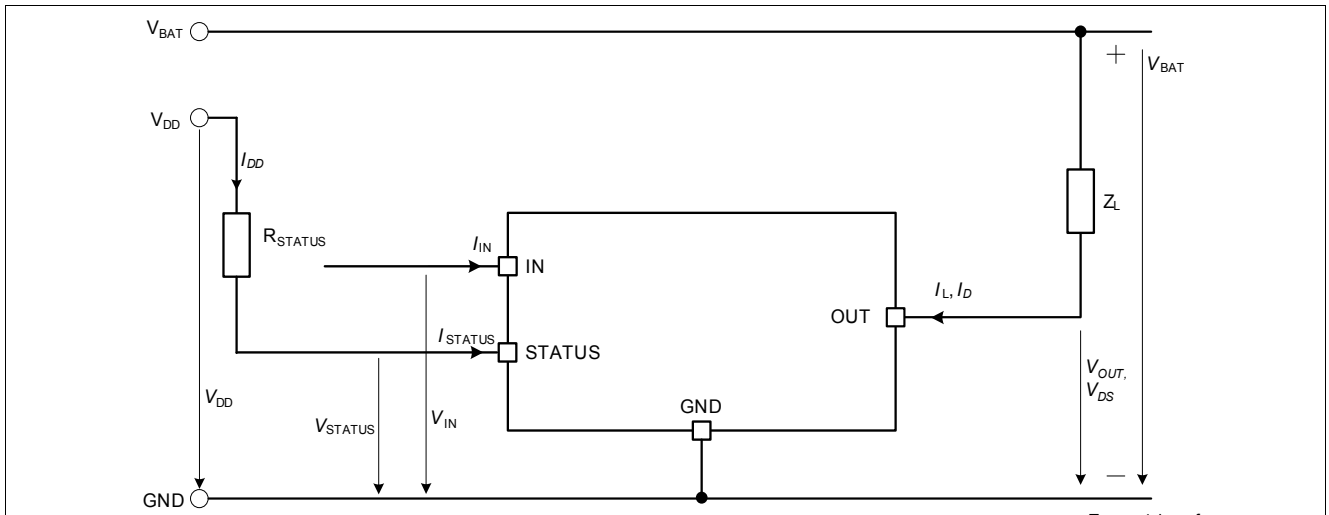 VBAT
VBAT
VDD
IDD
RSTATUS
ZL
IIN
IN
IL, ID
OUT
ISTATUS
STATUS
VOUT,
VDS
VDD
GND
VSTATUS
VIN
GND